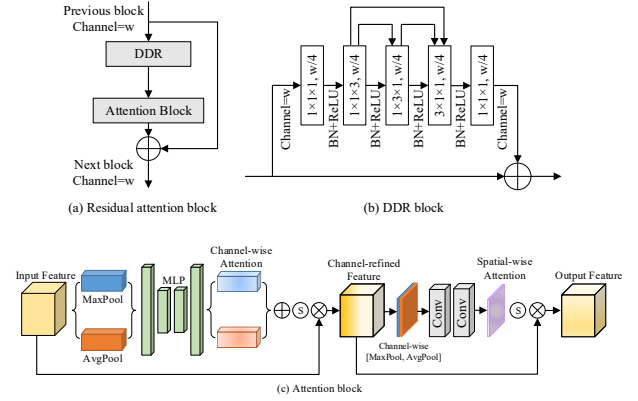 Previous block
Channel=w
DDR
Attention Block
Next block
Channel=w
(a) Residual attention block
Channel=w
1×1×1, w/4
BN+ReLU
1×1×3, w/4
BN+ReLU
1×3×1, w/4
BN+ReLU
3×1×1, w/4
BN+ReLU
1×1×1, w/4
Channel=w
(b) DDR block
Input Feature
MaxPool
AvgPool
MLP
Channel-wise
Attention
S
Channel-refined
Feature
Channel-wise
[MaxPool, AvgPool]
Conv
Conv
Spatial-wise
Attention
S
Output Feature
(c) Attention block